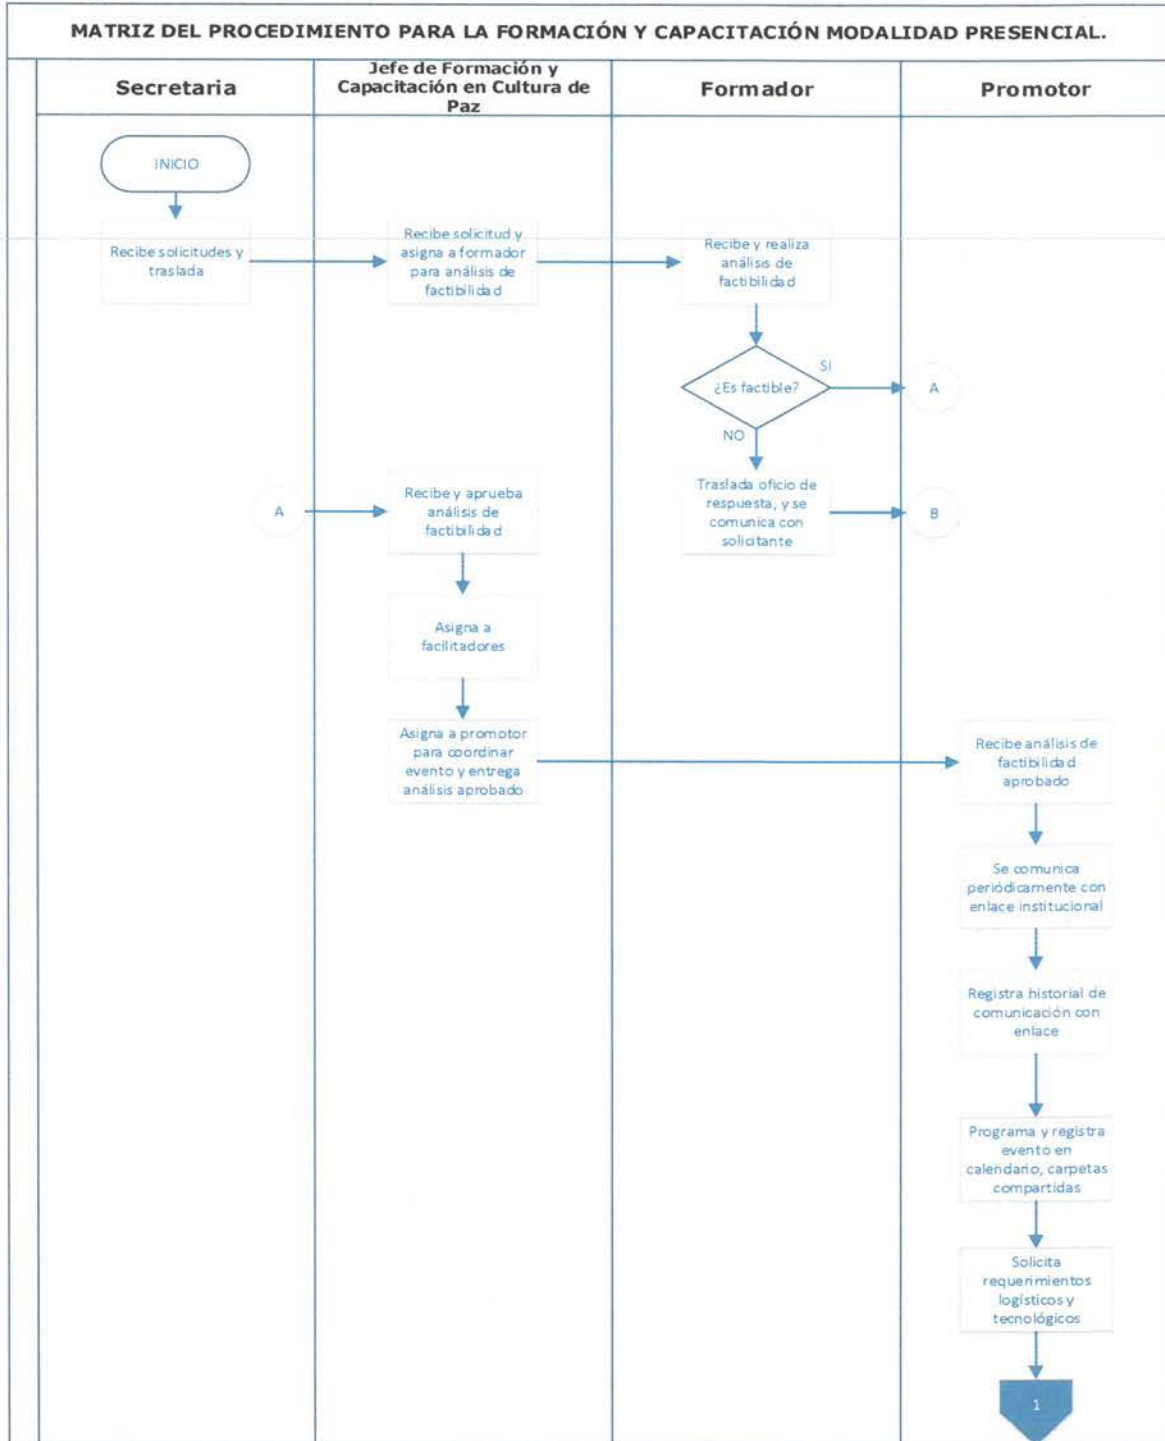 MATRIZ DEL PROCEDIMIENTO PARA LA FORMACIÓN Y CAPACITACIÓN MODALIDAD PRESENCIAL.
Secretaria
Jefe de Formación y
Capacitación en Cultura de
Paz
Formador
Promotor
INICIO
Recibe solicitudes y
traslada
Recibe solicitud y
asigna a formador
para análisis de
factibilidad
Recibe y realiza
análisis de
factibilidad
¿Es factible?
SI
A
NO
Traslada oficio de
respuesta, y se
comunica con
solicitante
B
A
Recibe y aprueba
análisis de
factibilidad
Asigna a
facilitadores
Asigna a promotor
para coordinar
evento y entrega
análisis aprobado
Recibe análisis de
factibilidad
aprobado
Se comunica
periódicamente con
enlace institucional
Registra historial de
comunicación con
enlace
Programa y registra
evento en
calendario, carpetas
compartidas
Solicita
requerimientos
logísticos y
tecnológicos
1